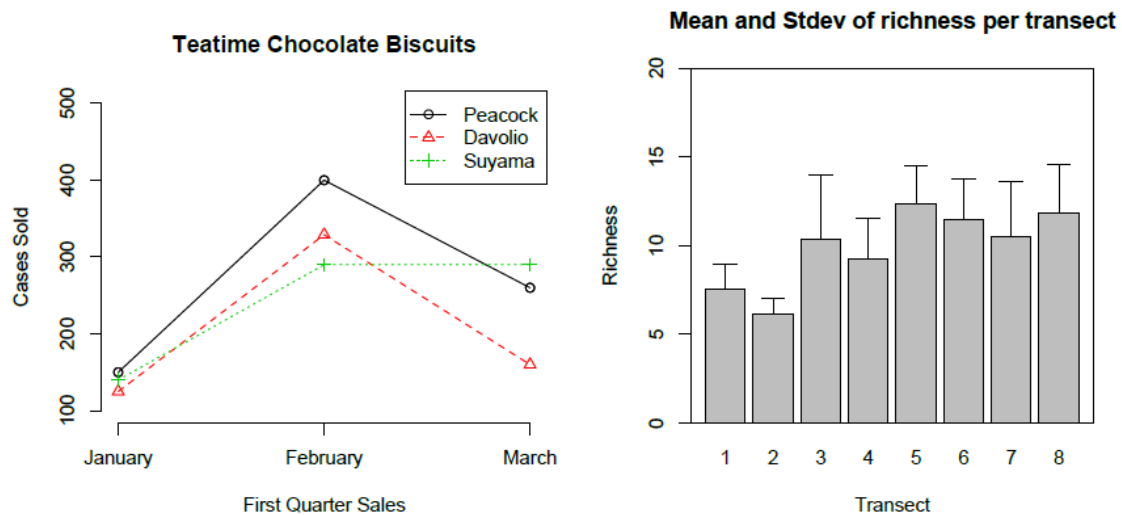 Teatime Chocolate Biscuits
500
400
300
200
100
Cases Sold
Peacock
Davolio
Suyama
January February March
First Quarter Sales
Mean and Stdev of richness per transect
20
15
10
5
0
Richness
1 2 3 4 5 6 7 8
Transect